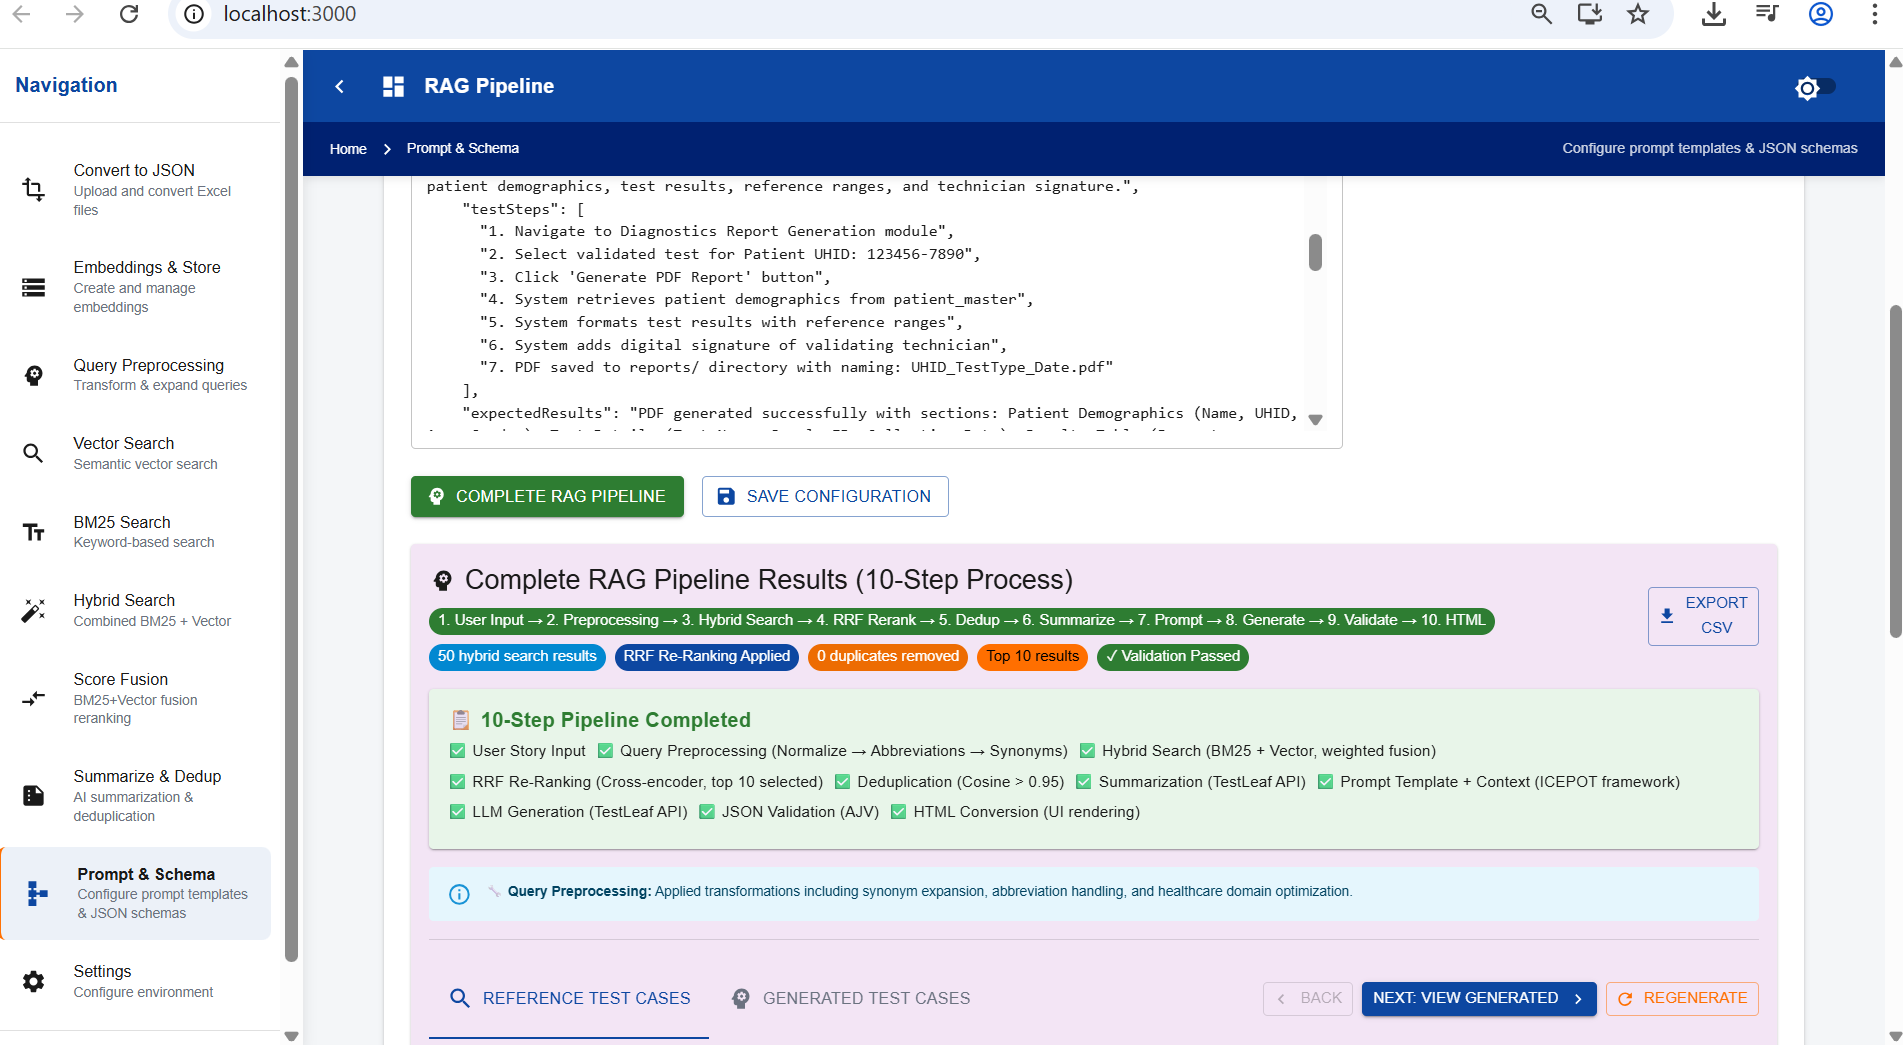 localhost:3000
Navigation
Convert to JSON
Upload and convert Excel
files
Embeddings & Store
Create and manage
embeddings
Query Preprocessing
Transform & expand queries
Vector Search
Semantic vector search
BM25 Search
Keyword-based search
Hybrid Search
Combined BM25 + Vector
Score Fusion
BM25+Vector fusion
reranking
Summarize & Dedup
AI summarization &
deduplication
Prompt & Schema
Configure prompt templates
& JSON schemas
Settings
Configure environment
RAG Pipeline
Home > Prompt & Schema
Configure prompt templates & JSON schemas
patient demographics, test results, reference ranges, and technician signature.",
"testSteps": [
"1. Navigate to Diagnostics Report Generation module",
"2. Select validated test for Patient UHID: 123456-7890",
"3. Click 'Generate PDF Report' button",
"4. System retrieves patient demographics from patient_master",
"5. System formats test results with reference ranges",
"6. System adds digital signature of validating technician",
"7. PDF saved to reports/ directory with naming: UHID_TestType_Date.pdf"
],
"expectedResults": "PDF generated successfully with sections: Patient Demographics (Name, UHID,
COMPLETE RAG PIPELINE
SAVE CONFIGURATION
Complete RAG Pipeline Results (10-Step Process)
1. User Input → 2. Preprocessing → 3. Hybrid Search → 4. RRF Rerank → 5. Dedup → 6. Summarize → 7. Prompt → 8. Generate → 9. Validate → 10. HTML
50 hybrid search results
RRF Re-Ranking Applied
0 duplicates removed
Top 10 results
✓ Validation Passed
EXPORT
CSV
📋 10-Step Pipeline Completed
✅ User Story Input ✅ Query Preprocessing (Normalize → Abbreviations → Synonyms) ✅ Hybrid Search (BM25 + Vector, weighted fusion)
✅ RRF Re-Ranking (Cross-encoder, top 10 selected) ✅ Deduplication (Cosine > 0.95) ✅ Summarization (TestLeaf API) ✅ Prompt Template + Context (ICEPOT framework)
✅ LLM Generation (TestLeaf API) ✅ JSON Validation (AJV) ✅ HTML Conversion (UI rendering)
🔧 Query Preprocessing: Applied transformations including synonym expansion, abbreviation handling, and healthcare domain optimization.
REFERENCE TEST CASES
GENERATED TEST CASES
BACK
NEXT: VIEW GENERATED
REGENERATE